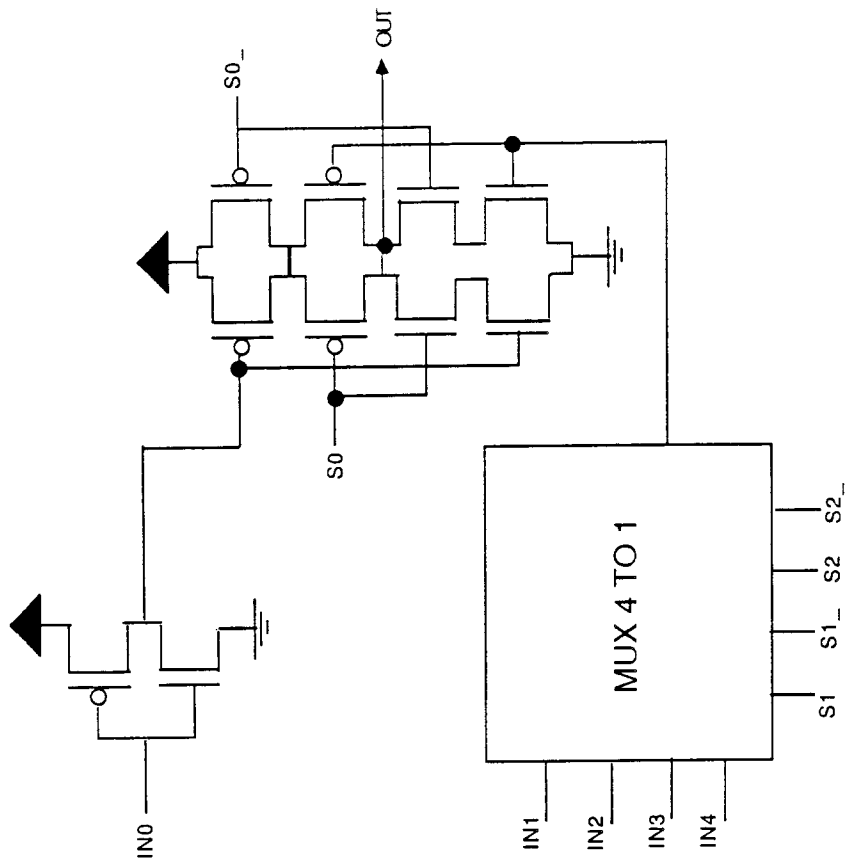 S0_
OUT
S0
IN0
MUX 4 TO 1
IN1
IN2
IN3
IN4
S1
S1_
S2
S2_